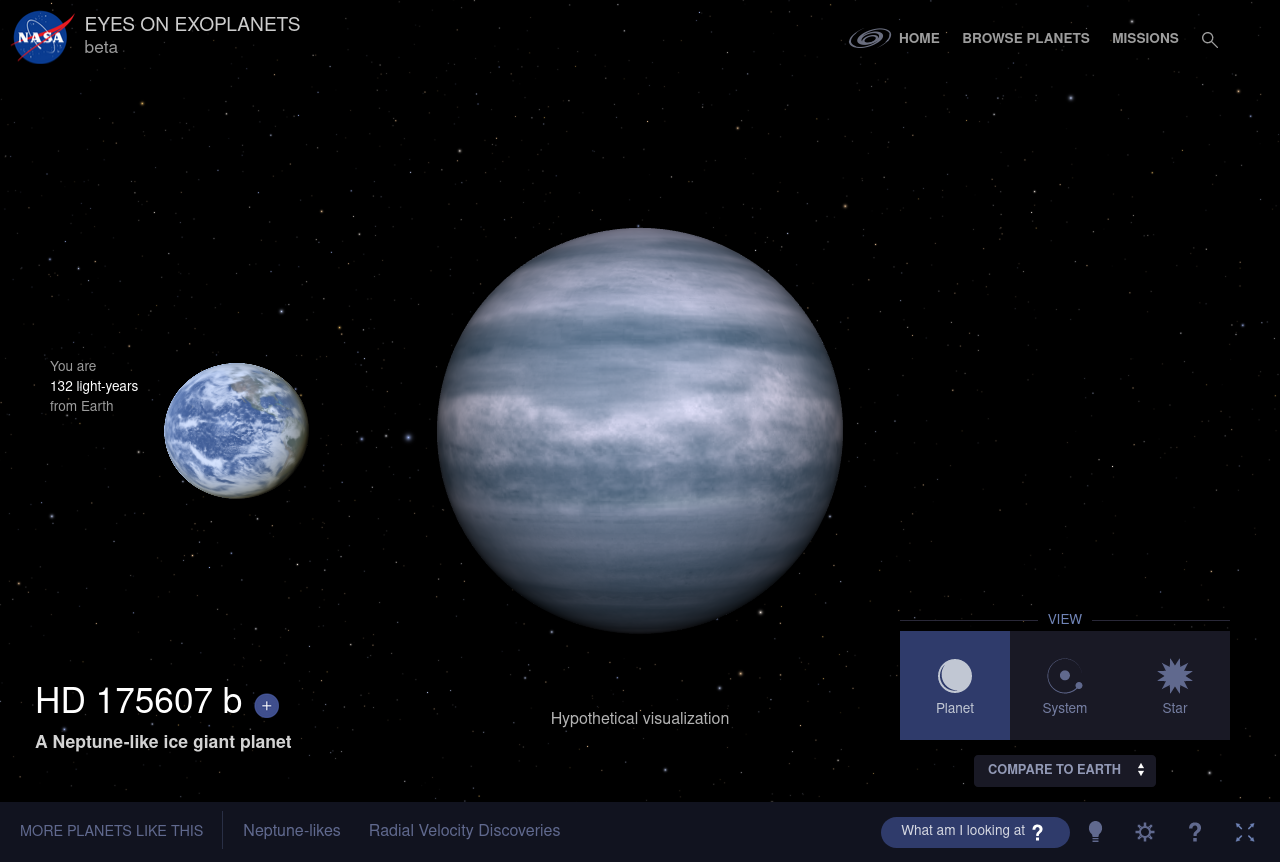 NASA
EYES ON EXOPLANETS
beta
HOME
BROWSE PLANETS
MISSIONS
You are
132 light-years
from Earth
HD 175607 b +
A Neptune-like ice giant planet
Hypothetical visualization
VIEW
Planet
System
Star
COMPARE TO EARTH
MORE PLANETS LIKE THIS
Neptune-likes
Radial Velocity Discoveries
What am I looking at ?
?